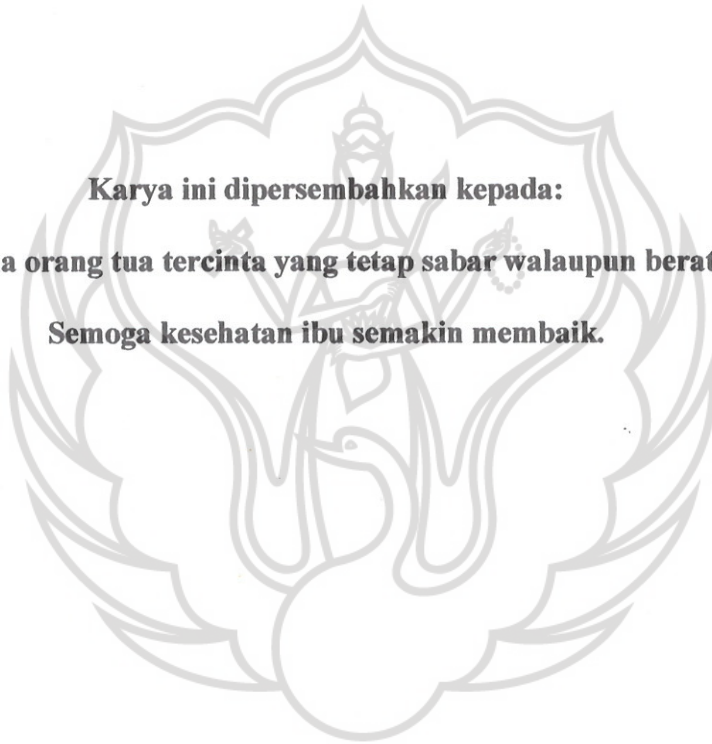 Karya ini dipersembahkan kepada:
a orang tua tercinta yang tetap sabar walaupun berat
Semoga kesehatan ibu semakin membaik.